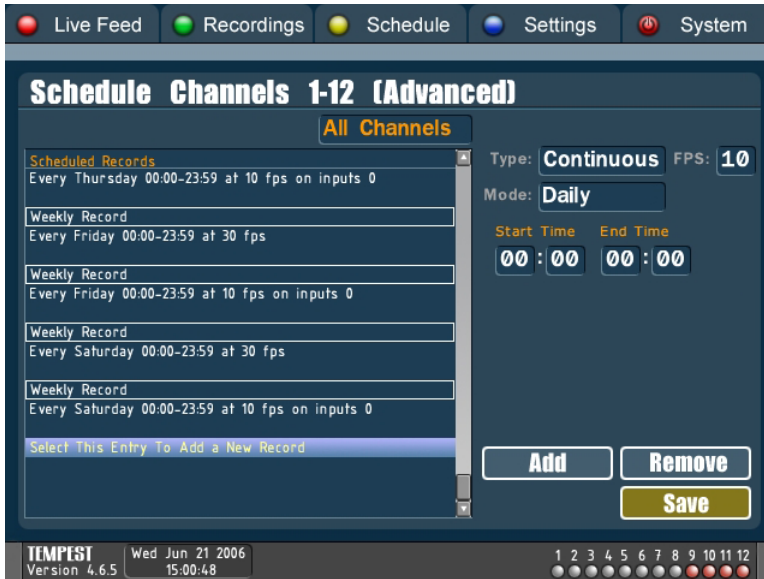 Live Feed Recordings Schedule Settings System
Schedule Channels 1-12 (Advanced)
All Channels
Scheduled Records
Every Thursday 00:00-23:59 at 10 fps on inputs 0
Weekly Record
Every Friday 00:00-23:59 at 30 fps
Weekly Record
Every Friday 00:00-23:59 at 10 fps on inputs 0
Weekly Record
Every Saturday 00:00-23:59 at 30 fps
Weekly Record
Every Saturday 00:00-23:59 at 10 fps on inputs 0
Select This Entry To Add a New Record
Type: Continuous FPS: 10
Mode: Daily
Start Time End Time
00 : 00 00 : 00
Add Remove
Save
TEMPEST
Version 4.6.5
Wed Jun 21 2006
15:00:48
1 2 3 4 5 6 7 8 9 10 11 12